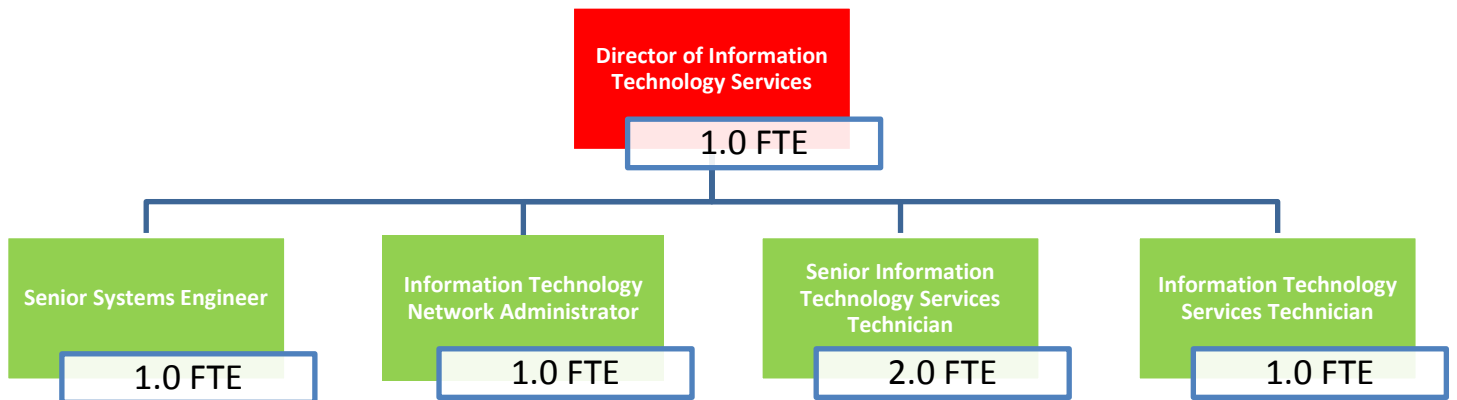 Director of Information
Technology Services
1.0 FTE
Senior Systems Engineer
1.0 FTE
Information Technology
Network Administrator
1.0 FTE
Senior Information
Technology Services
Technician
2.0 FTE
Information Technology
Services Technician
1.0 FTE